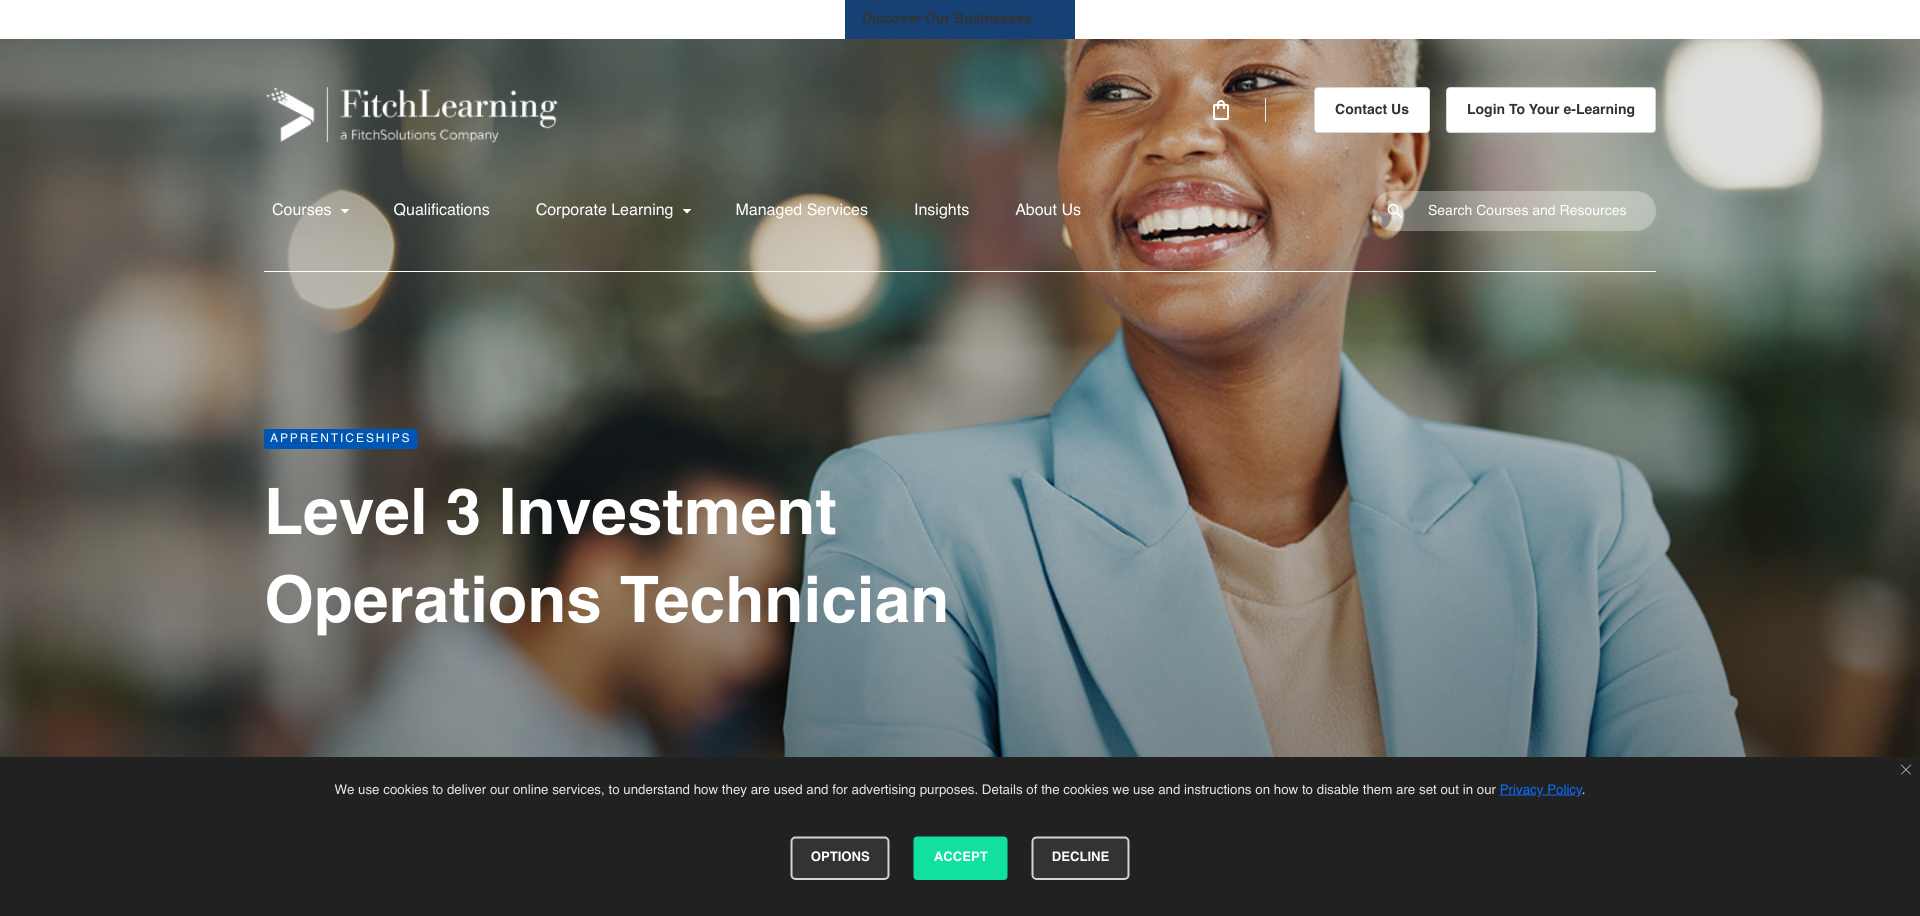 Discover Our Businesses
FitchLearning
a FitchSolutions Company
Contact Us
Login To Your e-Learning
Courses
Qualifications
Corporate Learning
Managed Services
Insights
About Us
Search Courses and Resources
APPRENTICESHIPS
Level 3 Investment
Operations Technician
We use cookies to deliver our online services, to understand how they are used and for advertising purposes. Details of the cookies we use and instructions on how to disable them are set out in our Privacy Policy.
OPTIONS
ACCEPT
DECLINE